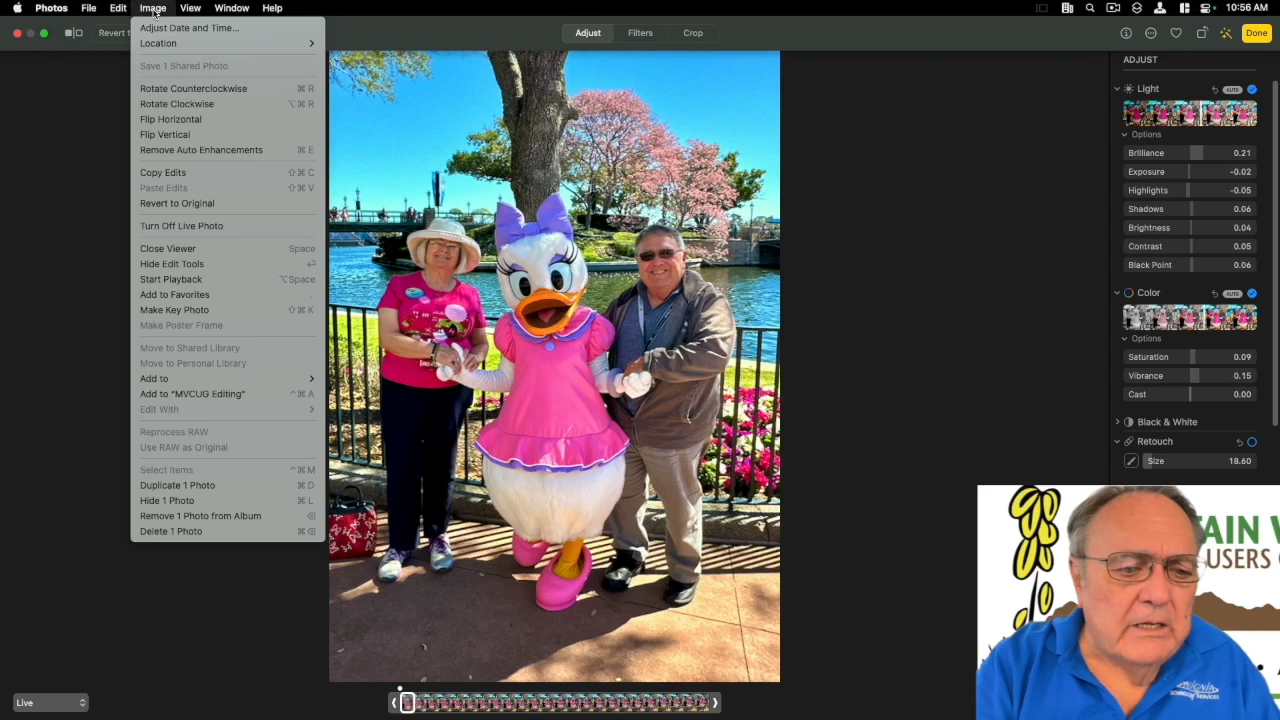 Photos File Edit Image View Window Help 10:56 AM
Revert t
Adjust Filters Crop
Done
Adjust Date and Time...
Location
Save 1 Shared Photo
Rotate Counterclockwise ⌘ R
Rotate Clockwise ⌥⌘ R
Flip Horizontal
Flip Vertical
Remove Auto Enhancements ⌘ E
Copy Edits ⇧⌘ C
Paste Edits ⇧⌘ V
Revert to Original
Turn Off Live Photo
Close Viewer Space
Hide Edit Tools ⏎
Start Playback ⌥Space
Add to Favorites .
Make Key Photo ⇧⌘ K
Make Poster Frame
Move to Shared Library
Move to Personal Library
Add to
Add to “MVCUG Editing” ^⌘ A
Edit With
Reprocess RAW
Use RAW as Original
Select Items ^⌘ M
Duplicate 1 Photo ⌘ D
Hide 1 Photo ⌘ L
Remove 1 Photo from Album ⌫
Delete 1 Photo ⌘⌫
ADJUST
Light AUTO
Options
Brilliance 0.21
Exposure -0.02
Highlights -0.05
Shadows 0.06
Brightness 0.04
Contrast 0.05
Black Point 0.06
Color AUTO
Options
Saturation 0.09
Vibrance 0.15
Cast 0.00
Black & White
Retouch
Size 18.60
TAIN
USERS
Live